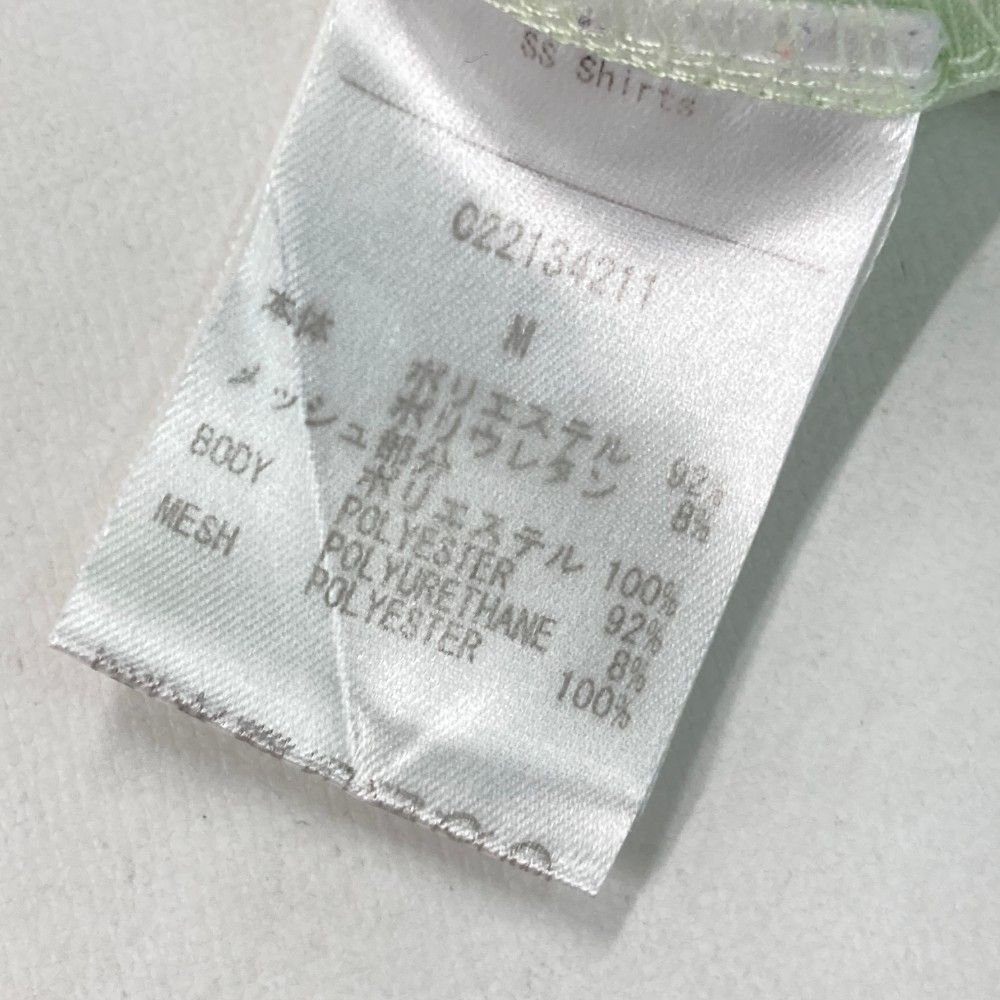 SS Shirts
022134211
M
本体 ポリエステル 92%
ポリウレタン 8%
メッシュ部分
ポリエステル 100%
BODY POLYESTER 92%
POLYURETHANE 8%
MESH POLYESTER 100%